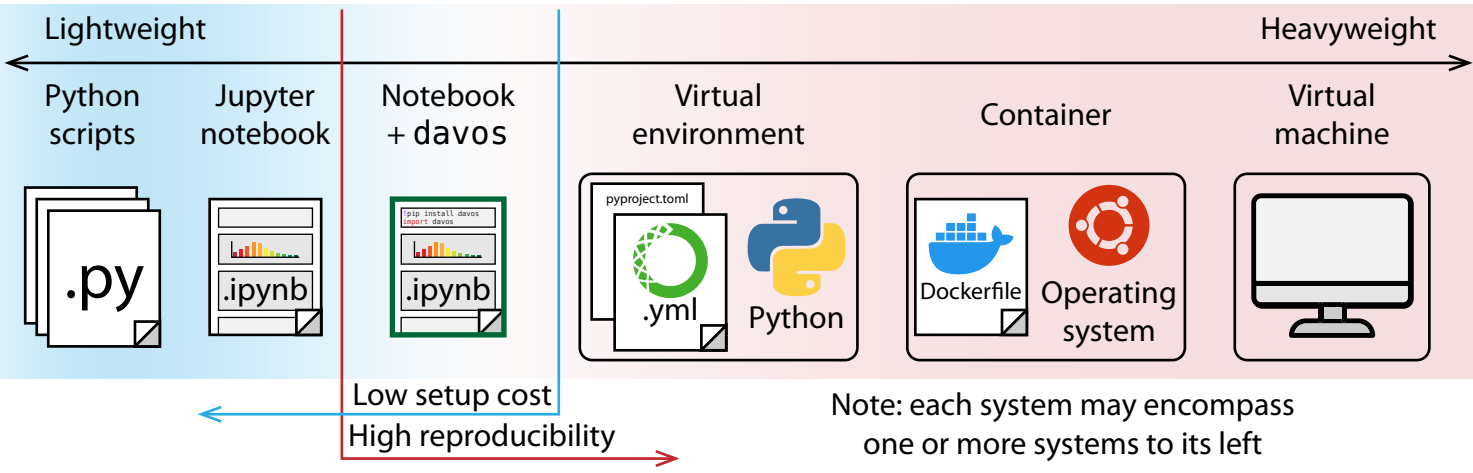 Lightweight
Heavyweight
Python
scripts
Jupyter
notebook
Notebook
+ davos
Virtual
environment
Container
Virtual
machine
.py
.ipynb
!pip install davos
import davos
.ipynb
pyproject.toml
.yml
Python
Dockerfile
Operating
system
Low setup cost
High reproducibility
Note: each system may encompass
one or more systems to its left